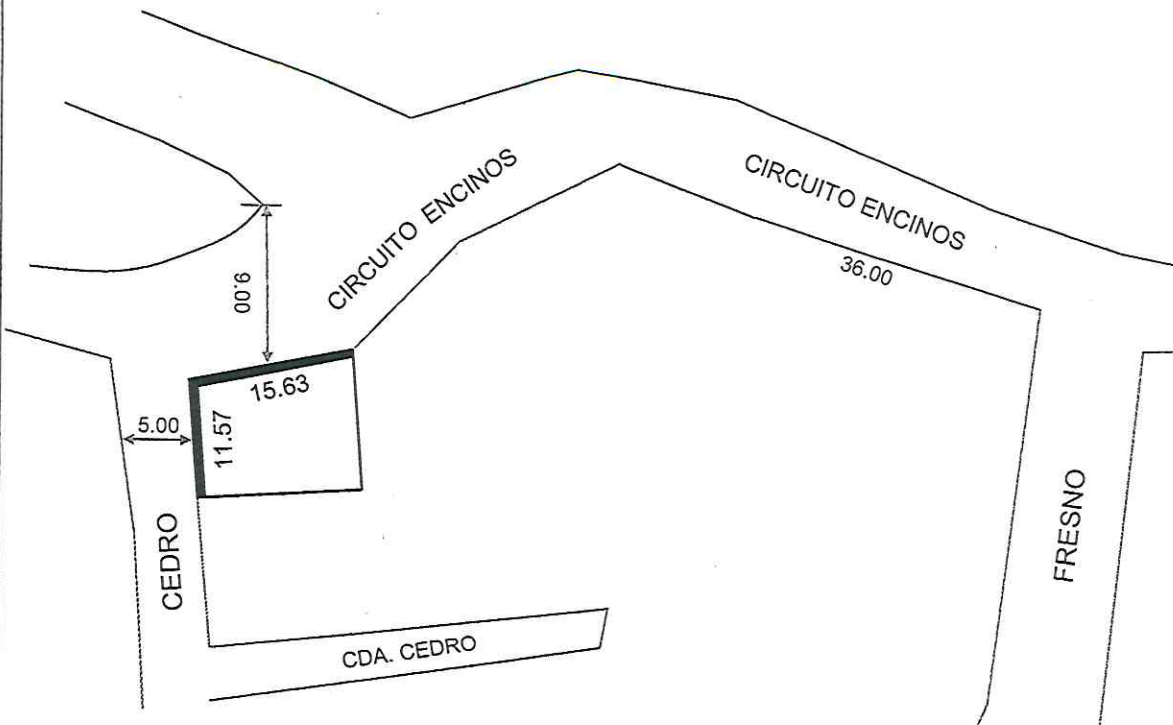 CIRCUITO ENCINOS
CIRCUITO ENCINOS
36.00
9.00
15.63
11.57
5.00
CEDRO
FRESNO
CDA. CEDRO